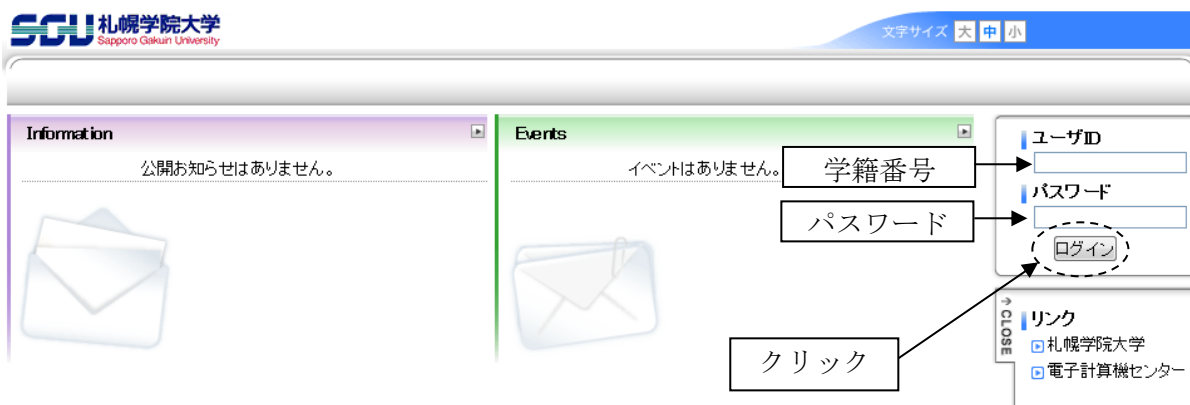 SGU 札幌学院大学
Sapporo Gakuin University
文字サイズ 大 中 小
Information
公開お知らせはありません。
Events
イベントはありません。
学籍番号
パスワード
クリック
ユーザID
パスワード
ログイン
↑CLOSE
リンク
札幌学院大学
電子計算機センター